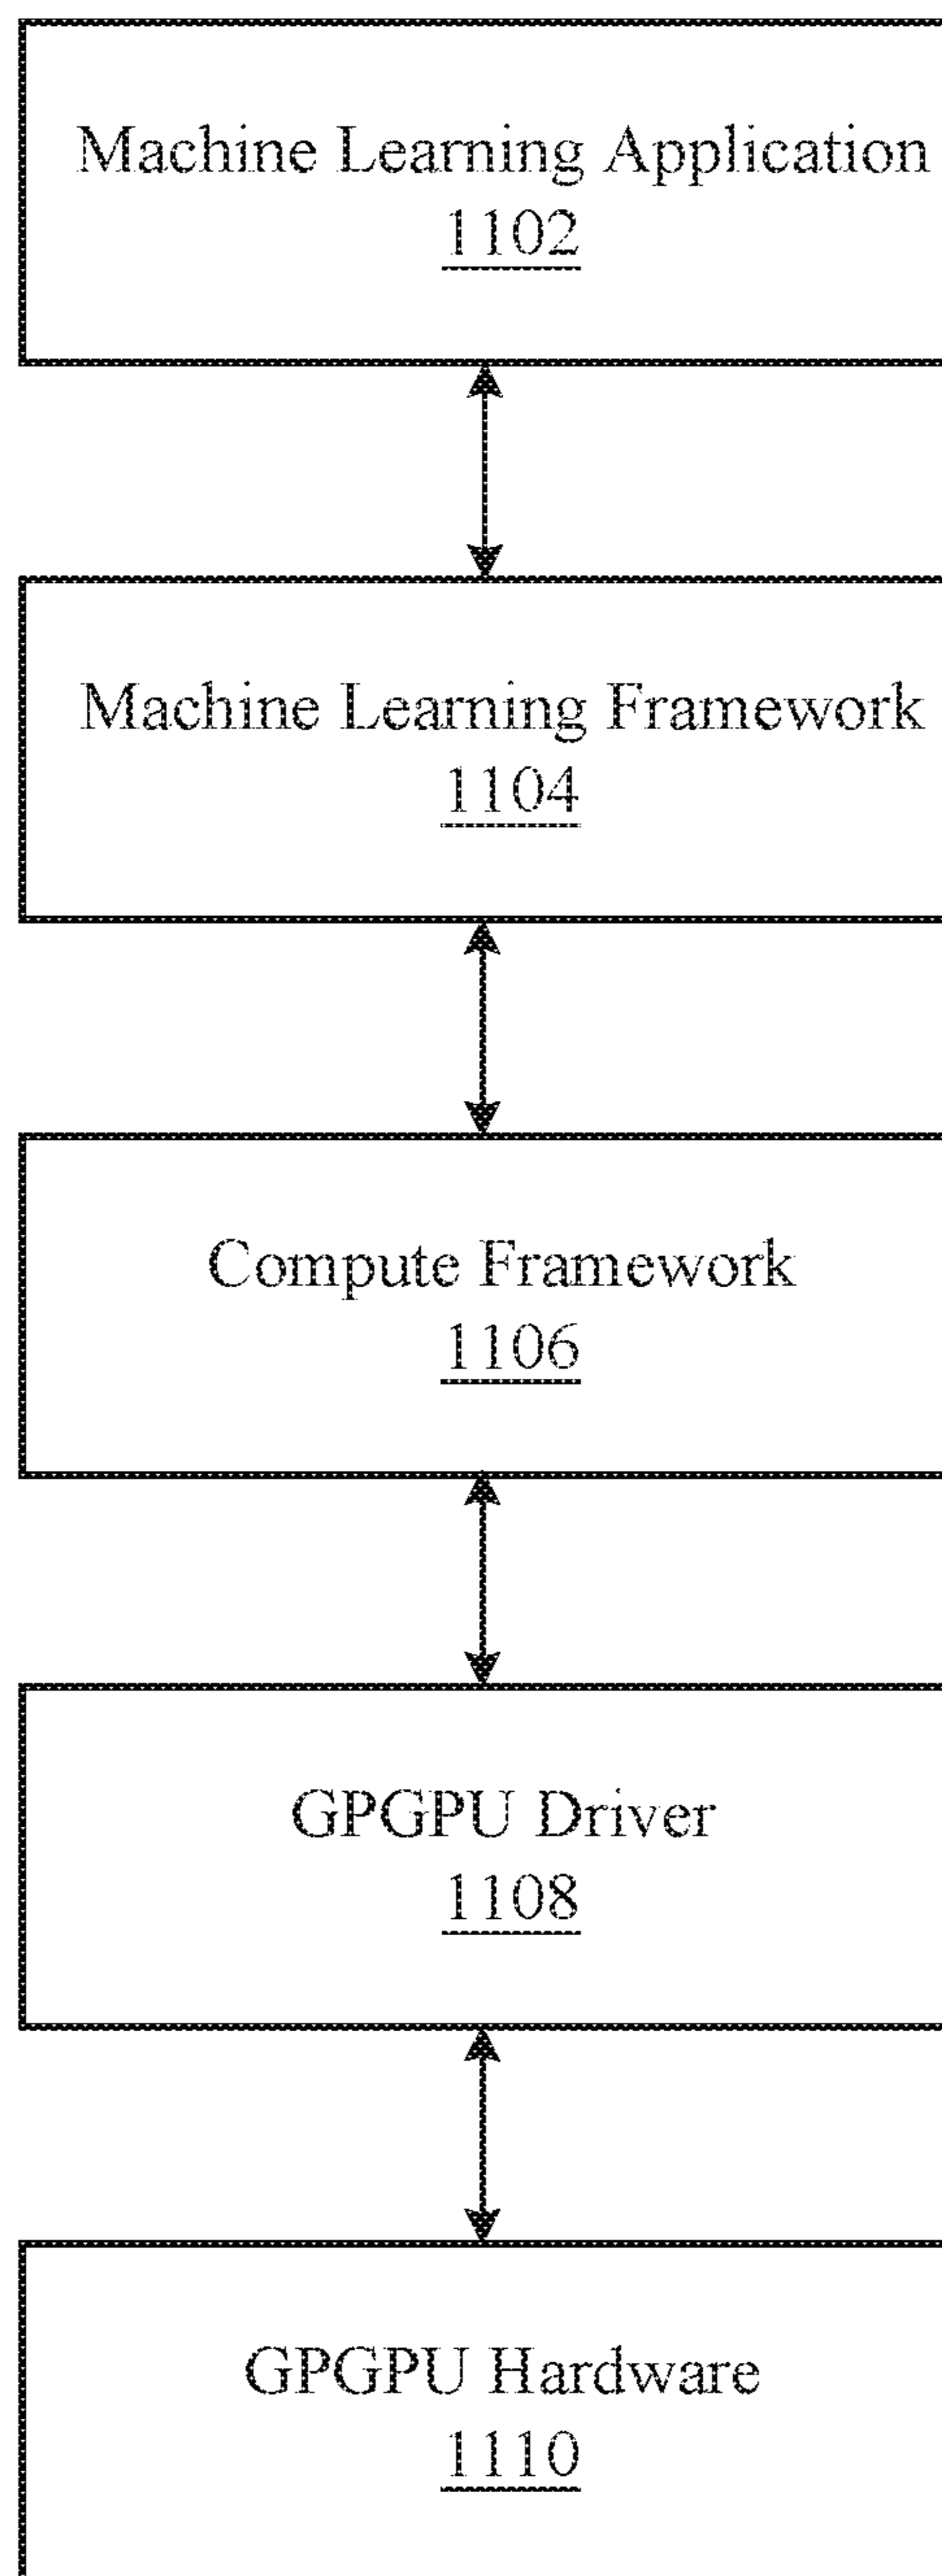 Machine Learning Application
1102
Machine Learning Framework
1104
Compute Framework
1106
GPGPU Driver
1108
GPGPU Hardware
1110